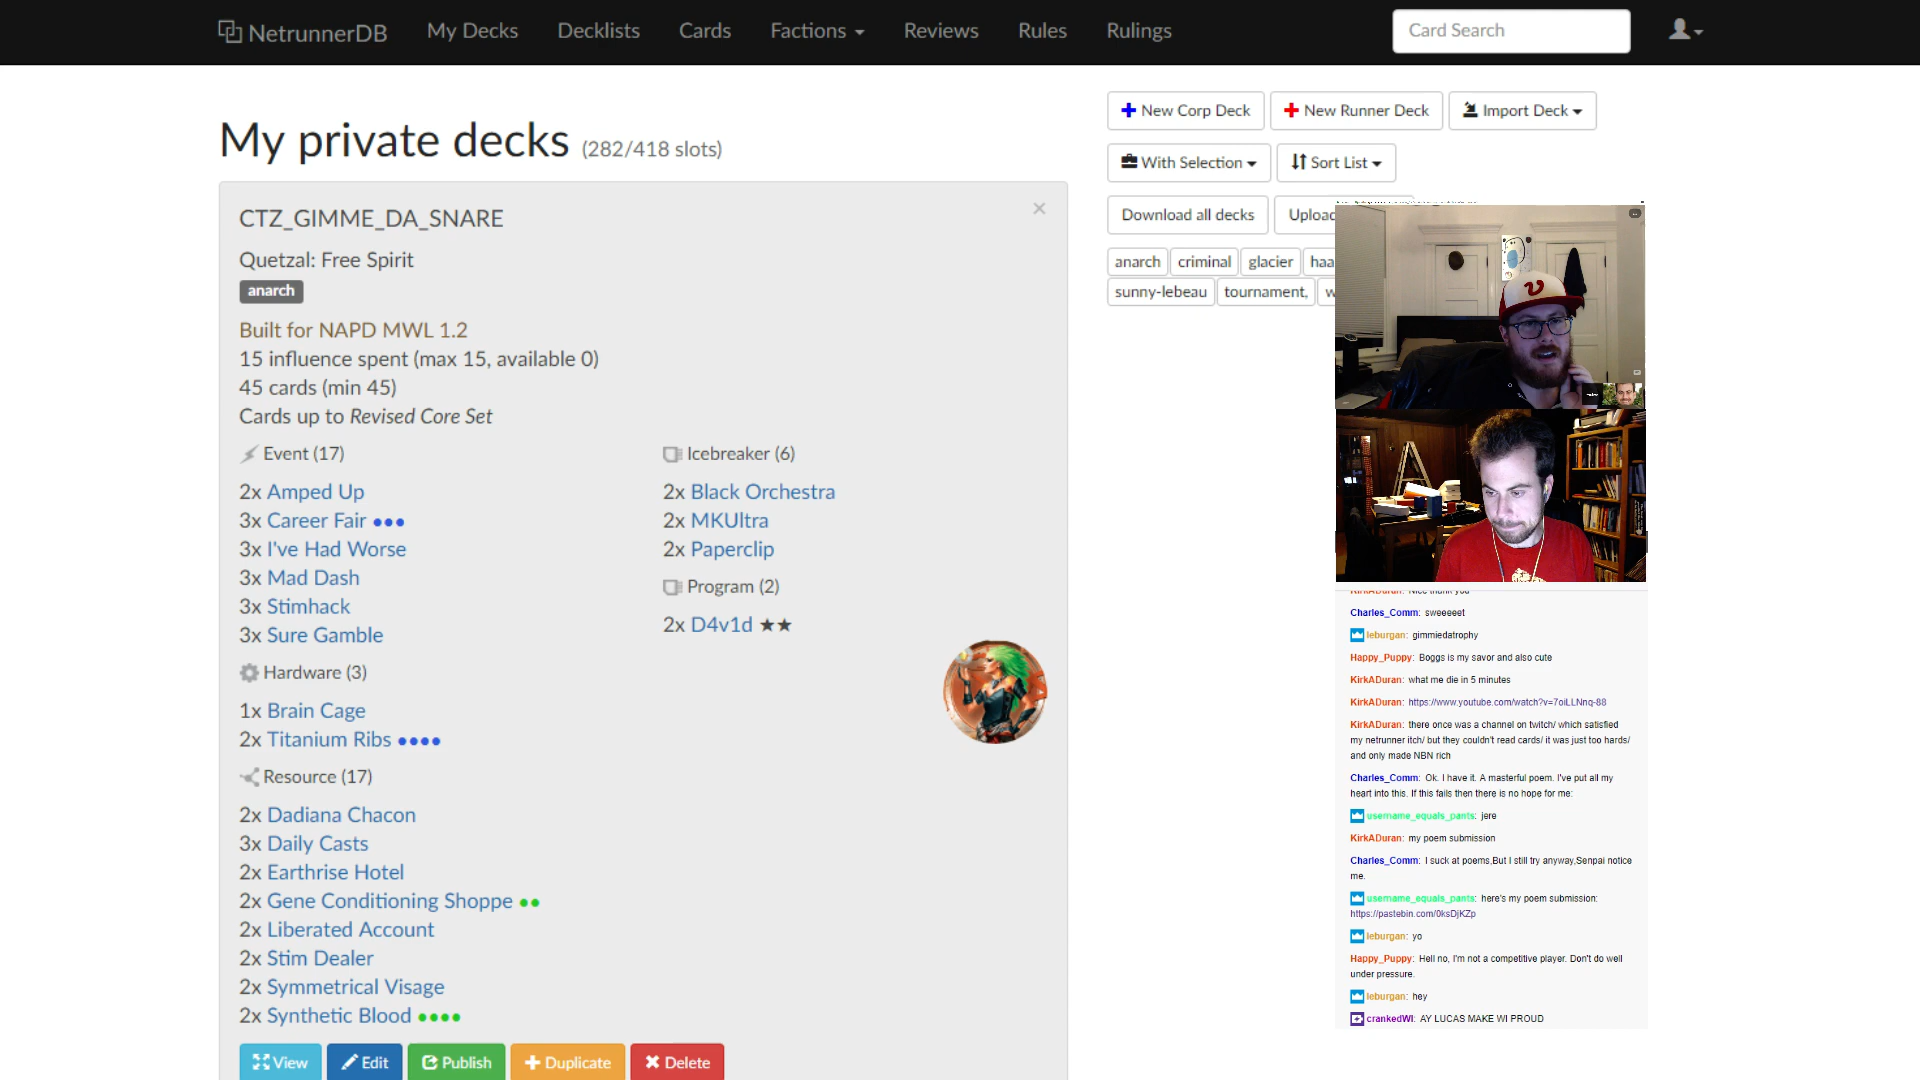 NetrunnerDB My Decks Decklists Cards Factions Reviews Rules Rulings Card Search
My private decks (282/418 slots)
New Corp Deck New Runner Deck Import Deck
With Selection Sort List
Download all decks
anarch criminal glacier
sunny-lebeau tournament,
CTZ_GIMME_DA_SNARE
Quetzal: Free Spirit
anarch
Built for NAPD MWL 1.2
15 influence spent (max 15, available 0)
45 cards (min 45)
Cards up to Revised Core Set
Event (17)
2x Amped Up
3x Career Fair
3x I've Had Worse
3x Mad Dash
3x Stimhack
3x Sure Gamble
Hardware (3)
1x Brain Cage
2x Titanium Ribs
Resource (17)
2x Dadiana Chacon
3x Daily Casts
2x Earthrise Hotel
2x Gene Conditioning Shoppe
2x Liberated Account
2x Stim Dealer
2x Symmetrical Visage
2x Synthetic Blood
Icebreaker (6)
2x Black Orchestra
2x MKUltra
2x Paperclip
Program (2)
2x D4v1d ★★
View Edit Publish Duplicate Delete
KirkADuran: Nice thank you
Charles_Comm: sweeeeet
leburgan: gimmiedatrophy
Happy_Puppy: Boggs is my savor and also cute
KirkADuran: what me die in 5 minutes
KirkADuran: https://www.youtube.com/watch?v=7oiLLNnq-88
KirkADuran: there once was a channel on twitch/ which satisfied
my netrunner itch/ but they couldn't read cards/ it was just too hards/
and only made NBN rich
Charles_Comm: Ok. I have it. A masterful poem. I've put all my
heart into this. If this fails then there is no hope for me:
username_equals_pants: jere
KirkADuran: my poem submission
Charles_Comm: I suck at poems,But I still try anyway,Senpai notice
me.
username_equals_pants: here's my poem submission:
https://pastebin.com/0ksDjKZp
leburgan: yo
Happy_Puppy: Hell no, I'm not a competitive player. Don't do well
under pressure.
leburgan: hey
crankedWI: AY LUCAS MAKE WI PROUD